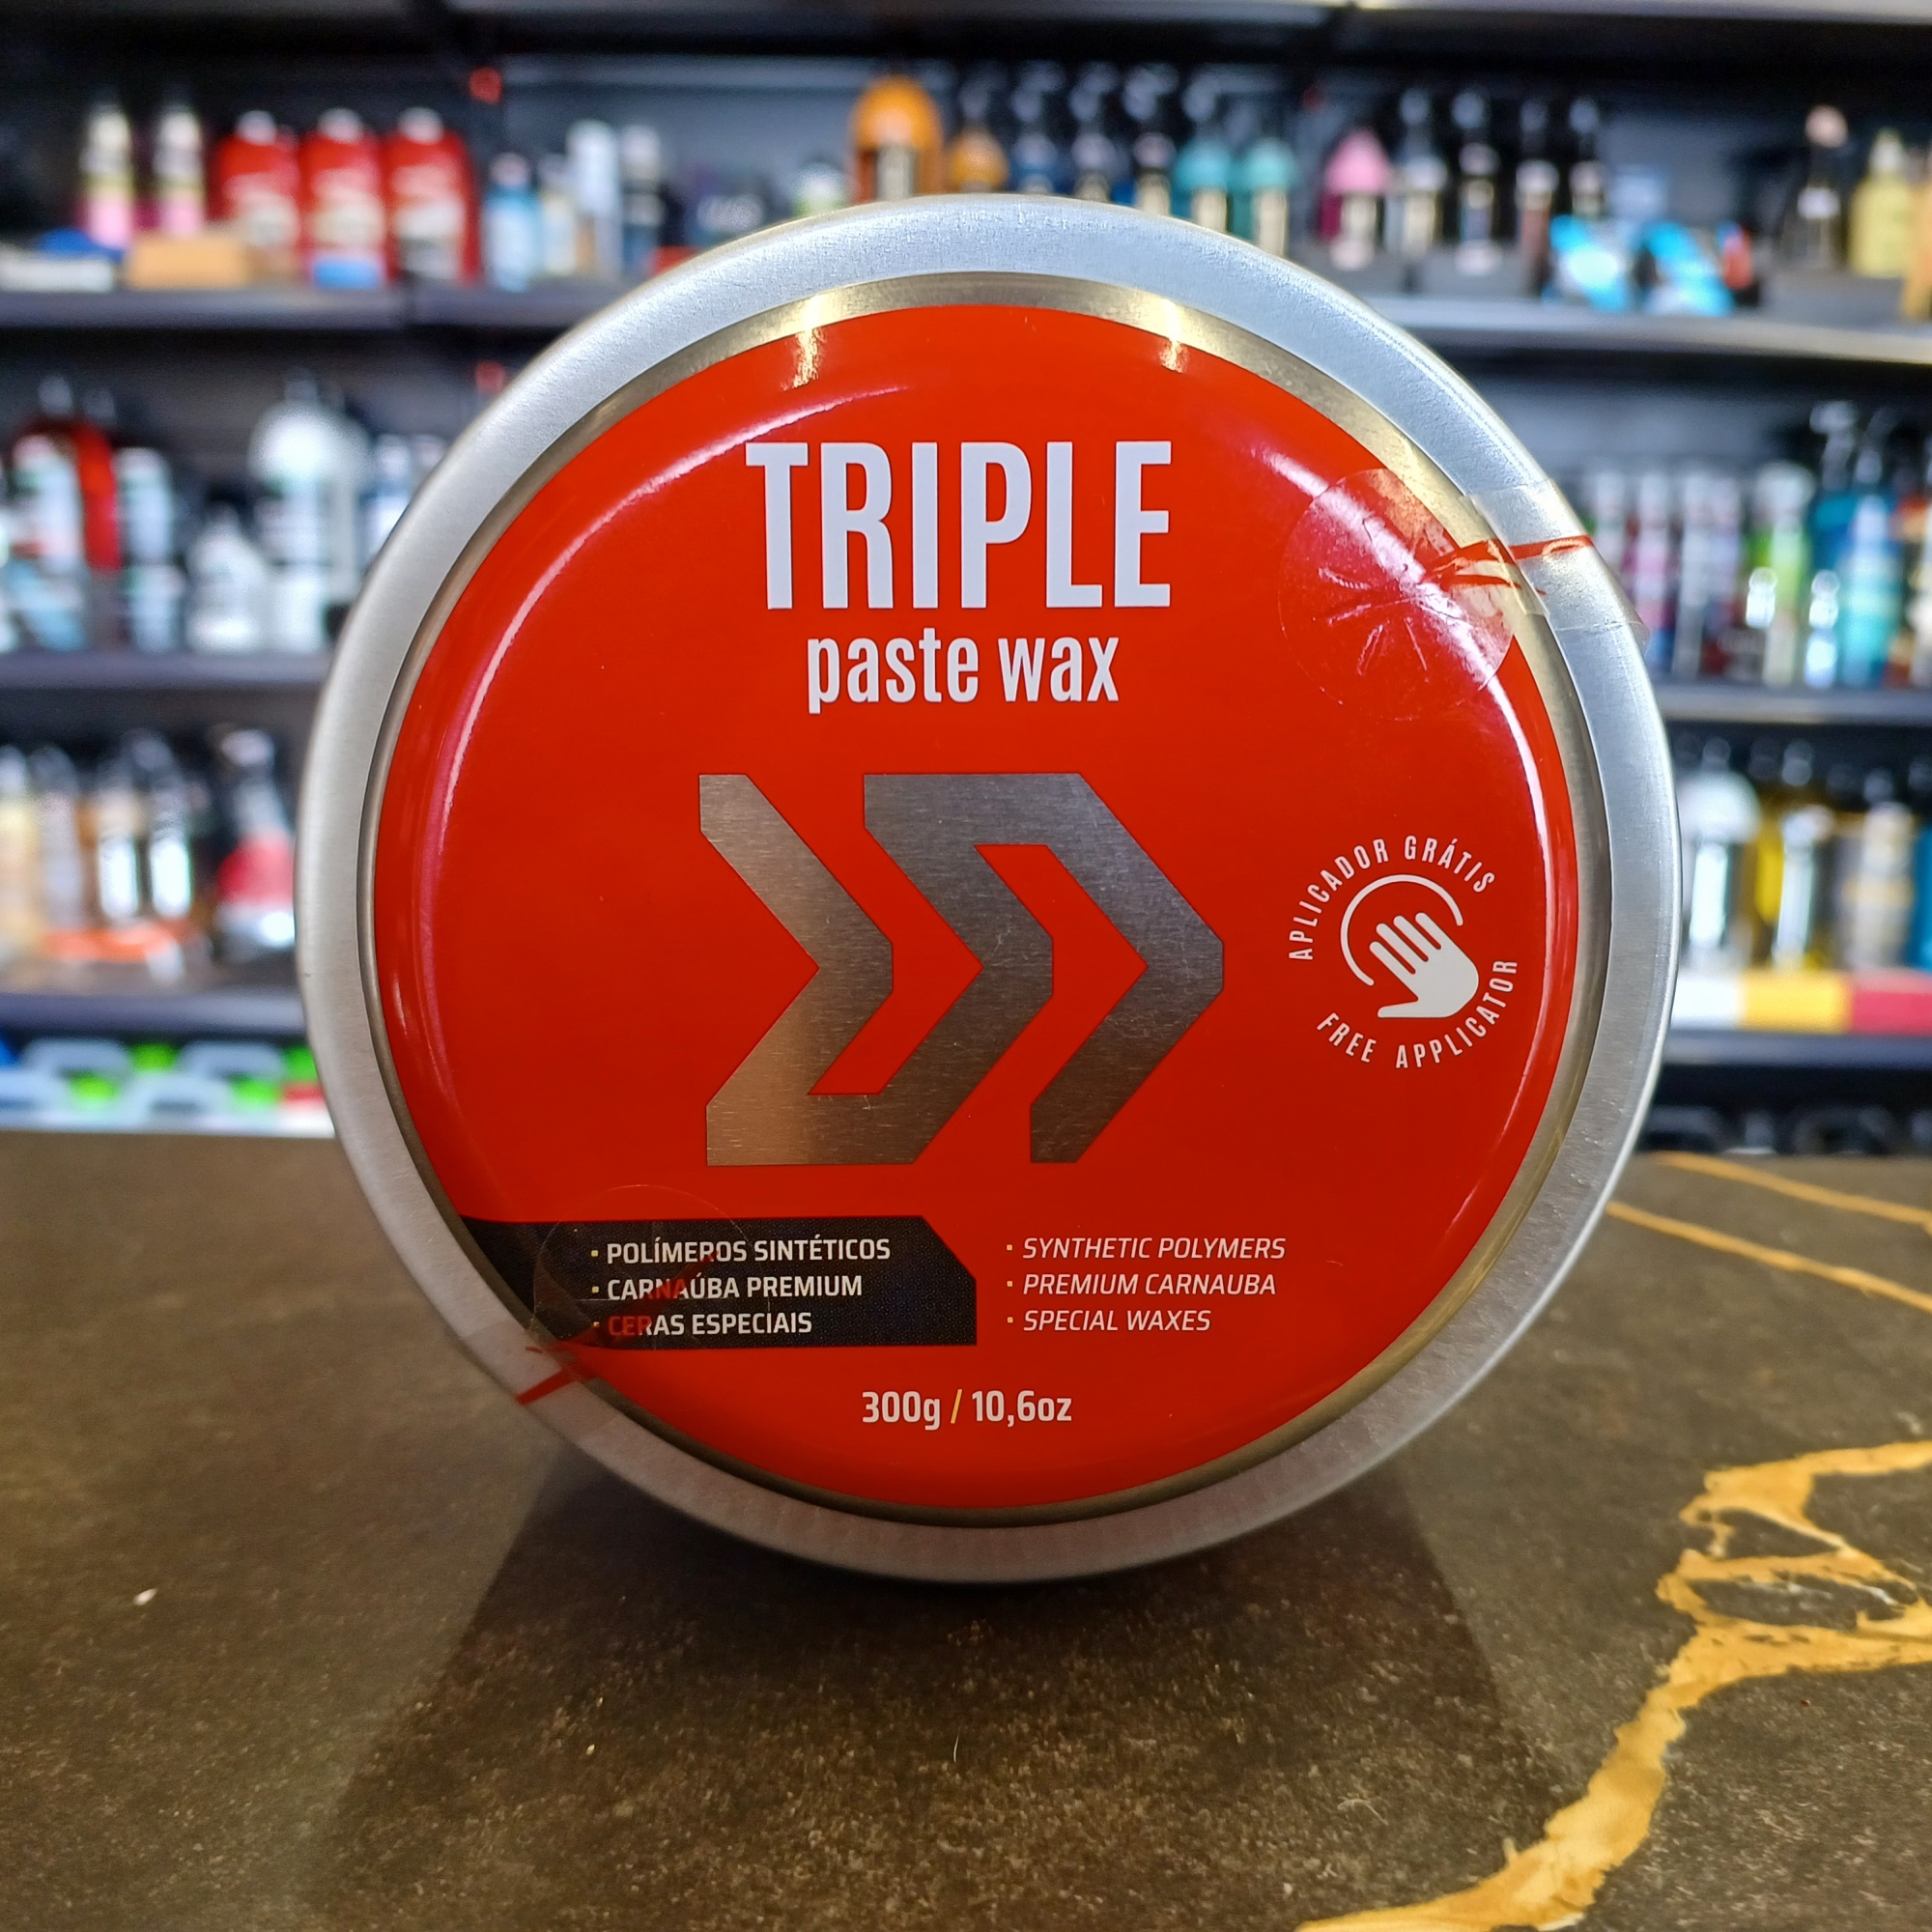 TRIPLE
paste wax
APLICADOR GRÁTIS
FREE APPLICATOR
• POLÍMEROS SINTÉTICOS
• CARNAÚBA PREMIUM
• CERAS ESPECIAIS
• SYNTHETIC POLYMERS
• PREMIUM CARNAUBA
• SPECIAL WAXES
300g / 10,6oz